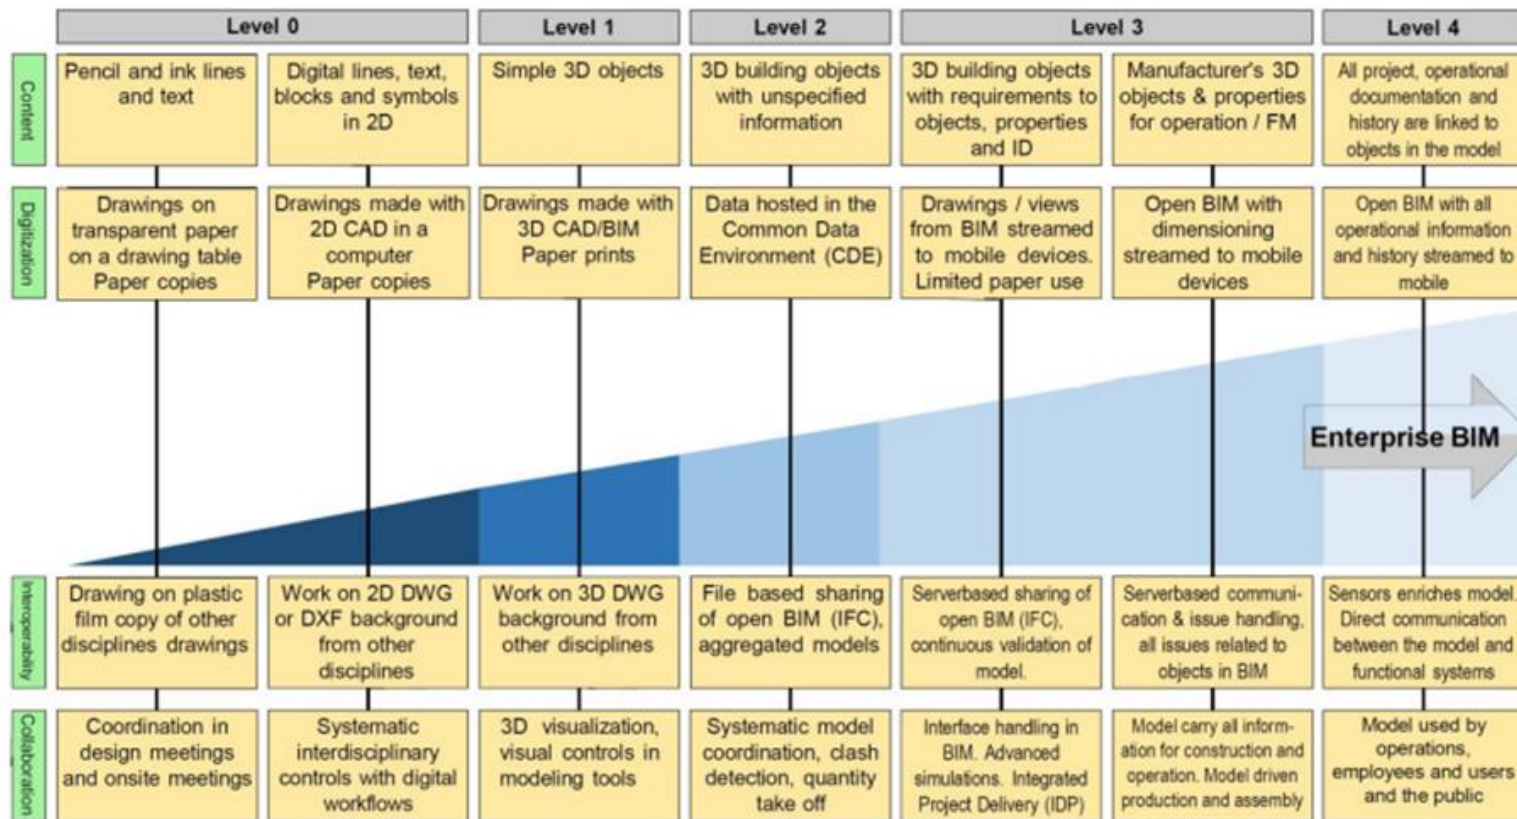 Level 0
Level 1
Level 2
Level 3
Level 4
Content
Pencil and ink lines
and text
Digital lines, text,
blocks and symbols
in 2D
Simple 3D objects
3D building objects
with unspecified
information
3D building objects
with requirements to
objects, properties
and ID
Manufacturer's 3D
objects & properties
for operation / FM
All project, operational
documentation and
history are linked to
objects in the model
Digitization
Drawings on
transparent paper
on a drawing table
Paper copies
Drawings made with
2D CAD in a
computer
Paper copies
Drawings made with
3D CAD/BIM
Paper prints
Data hosted in the
Common Data
Environment (CDE)
Drawings / views
from BIM streamed
to mobile devices.
Limited paper use
Open BIM with
dimensioning
streamed to mobile
devices
Open BIM with all
operational information
and history streamed to
mobile
Enterprise BIM
Interoperability
Drawing on plastic
film copy of other
disciplines drawings
Work on 2D DWG
or DXF background
from other
disciplines
Work on 3D DWG
background from
other disciplines
File based sharing
of open BIM (IFC),
aggregated models
Serverbased sharing of
open BIM (IFC),
continuous validation of
model.
Serverbased communi-
cation & issue handling,
all issues related to
objects in BIM
Sensors enriches model.
Direct communication
between the model and
functional systems
Collaboration
Coordination in
design meetings
and onsite meetings
Systematic
interdisciplinary
controls with digital
workflows
3D visualization,
visual controls in
modeling tools
Systematic model
coordination, clash
detection, quantity
take off
Interface handling in
BIM. Advanced
simulations. Integrated
Project Delivery (IDP)
Model carry all inform-
ation for construction and
operation. Model driven
production and assembly
Model used by
operations,
employees and users
and the public